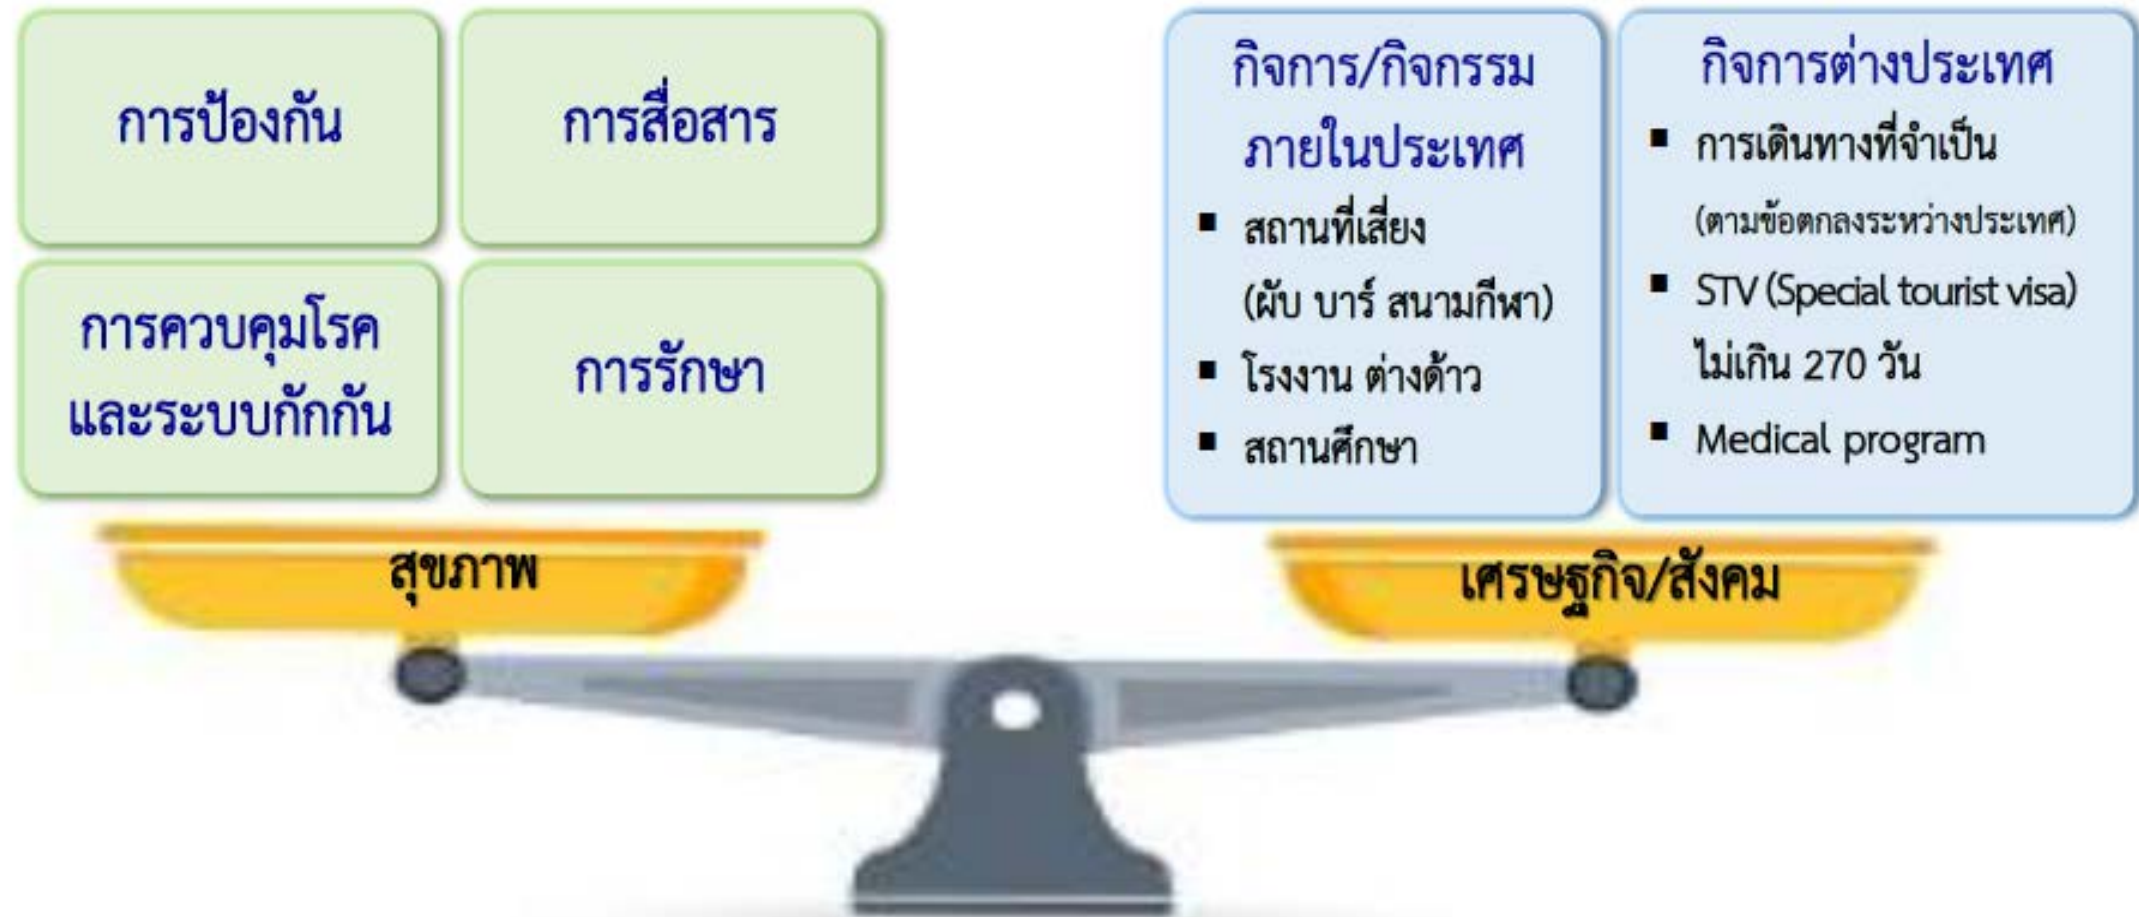 การป้องกัน
การสื่อสาร
การควบคุมโรค
และระบบกักกัน
การรักษา
สุขภาพ
กิจการ/กิจกรรม
ภายในประเทศ
▪ สถานที่เสี่ยง
(ผับ บาร์ สนามกีฬา)
▪ โรงงาน ต่างด้าว
▪ สถานศึกษา
กิจการต่างประเทศ
▪ การเดินทางที่จำเป็น
(ตามข้อตกลงระหว่างประเทศ)
▪ STV (Special tourist visa)
ไม่เกิน 270 วัน
▪ Medical program
เศรษฐกิจ/สังคม